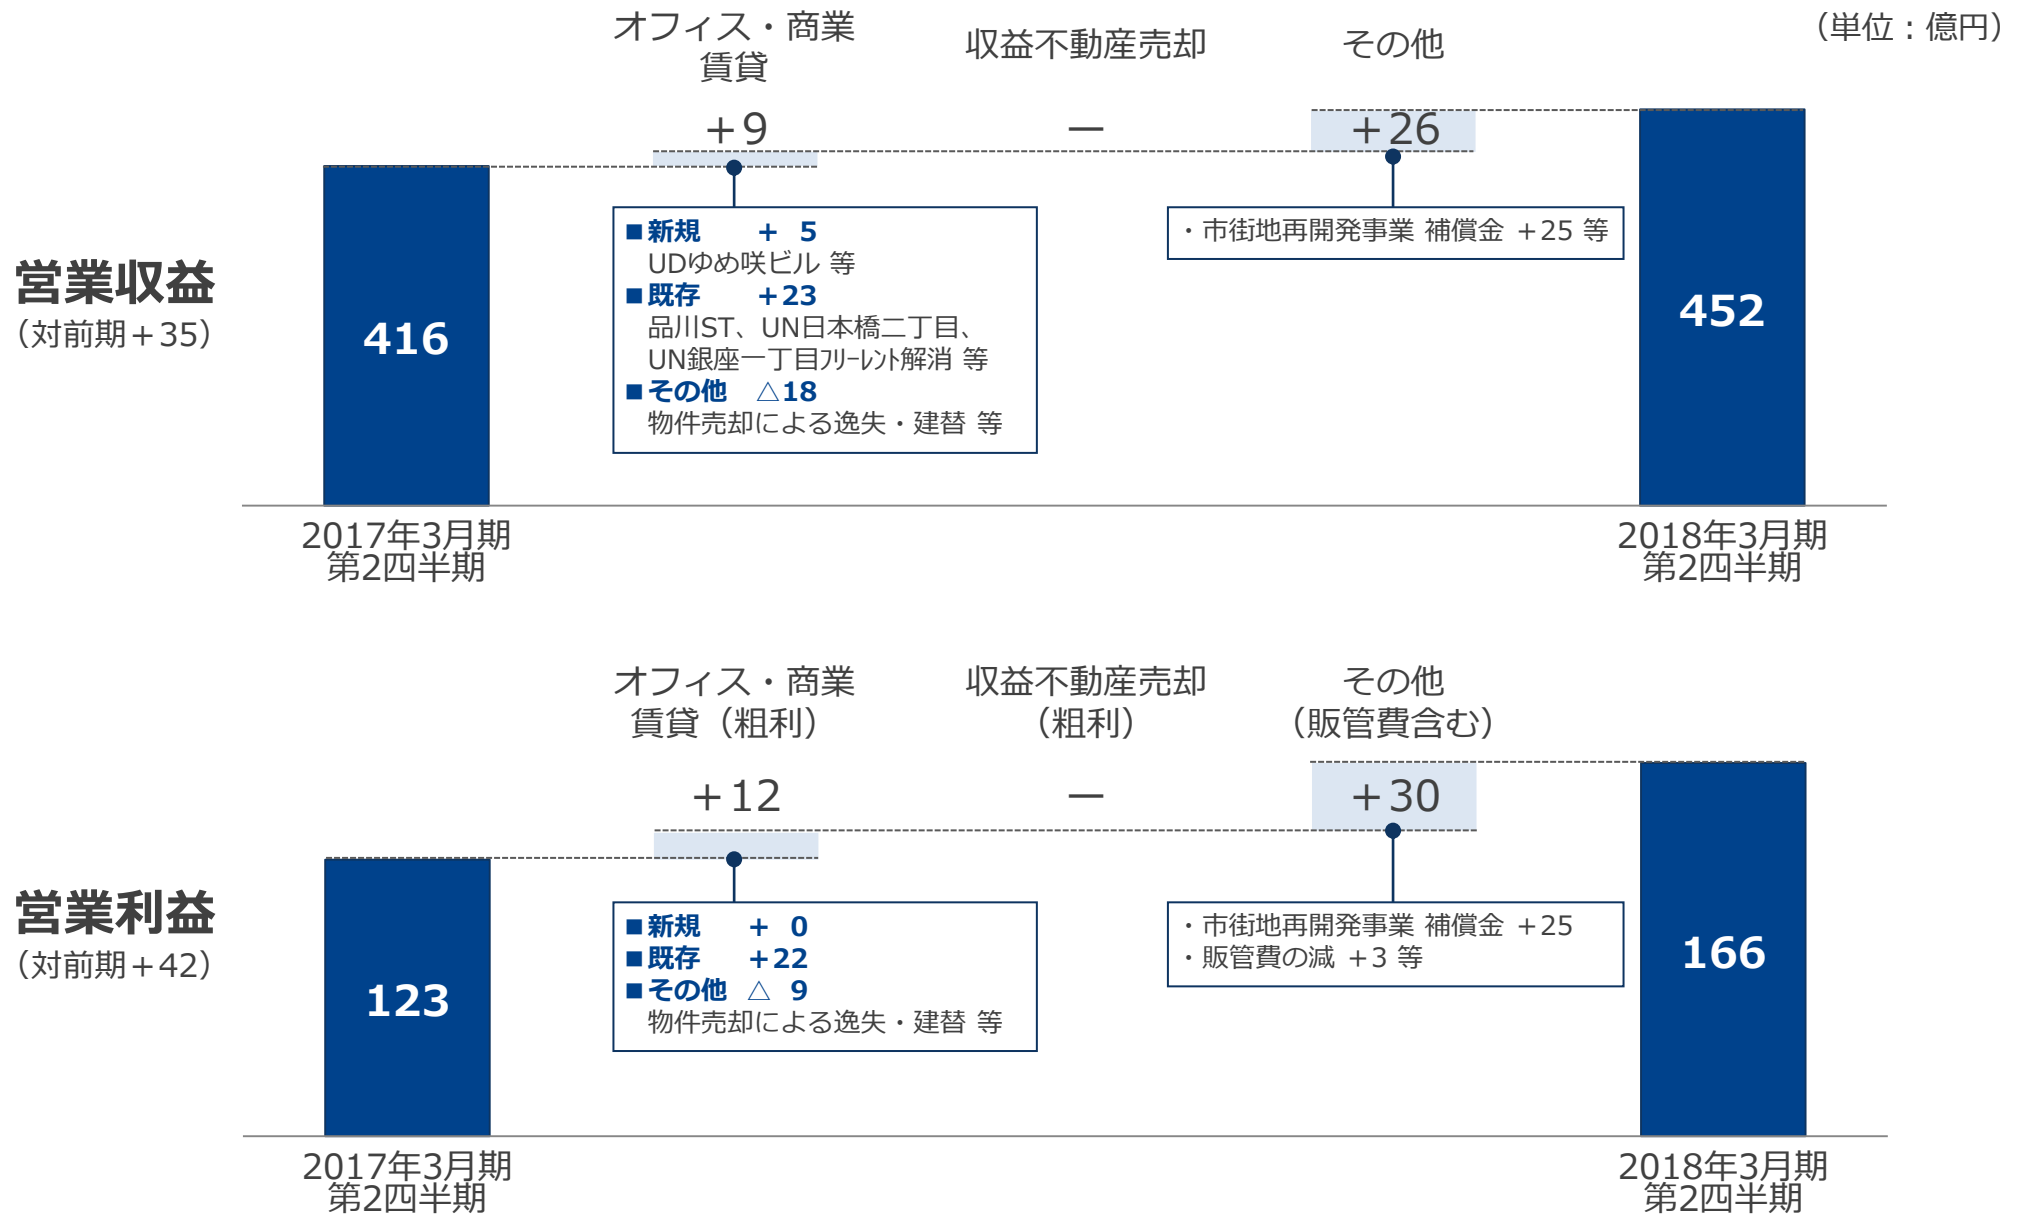 （単位：億円）
オフィス・商業
賃貸
収益不動産売却
その他
＋9
ー
＋26
営業収益
（対前期＋35）
416
■新規 ＋ 5
UDゆめ咲ビル 等
■既存 ＋23
品川ST、UN日本橋二丁目、
UN銀座一丁目ﾌﾘｰﾚﾝﾄ解消 等
■その他 △18
物件売却による逸失・建替 等
・市街地再開発事業 補償金 ＋25 等
452
2017年3月期
第2四半期
2018年3月期
第2四半期
オフィス・商業
賃貸（粗利）
収益不動産売却
（粗利）
その他
（販管費含む）
＋12
ー
＋30
営業利益
（対前期＋42）
123
■新規 ＋ 0
■既存 ＋22
■その他 △ 9
物件売却による逸失・建替 等
・市街地再開発事業 補償金 ＋25
・販管費の減 ＋3 等
166
2017年3月期
第2四半期
2018年3月期
第2四半期